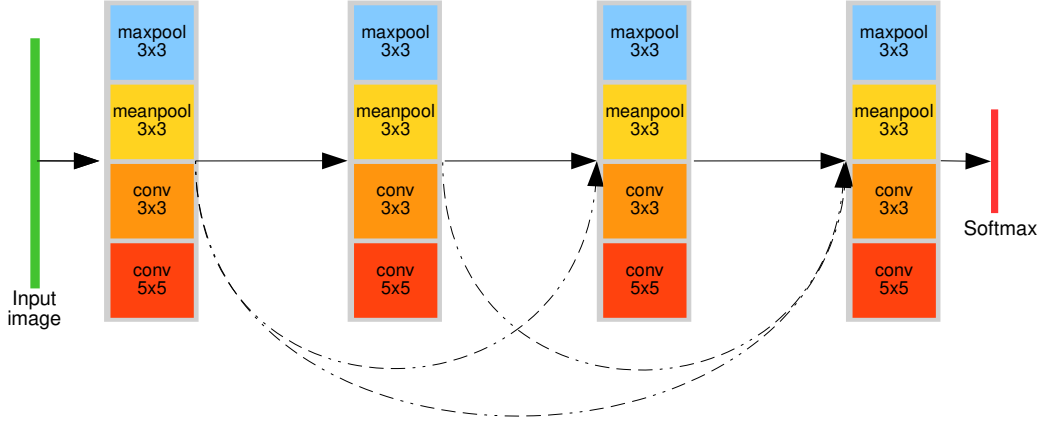 Input
image
maxpool
3x3
meanpool
3x3
conv
3x3
conv
5x5
maxpool
3x3
meanpool
3x3
conv
3x3
conv
5x5
maxpool
3x3
meanpool
3x3
conv
3x3
conv
5x5
maxpool
3x3
meanpool
3x3
conv
3x3
conv
5x5
Softmax